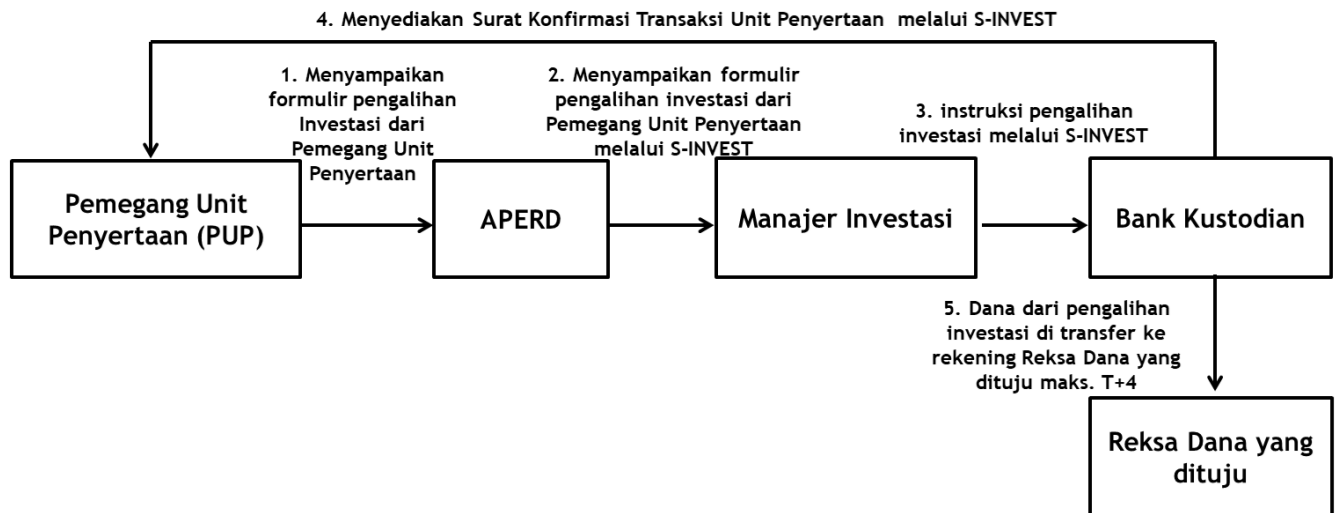 4. Menyediakan Surat Konfirmasi Transaksi Unit Penyertaan melalui S-INVEST
1. Menyampaikan
formulir pengalihan
Investasi dari
Pemegang Unit
Penyertaan
2. Menyampaikan formulir
pengalihan investasi dari
Pemegang Unit Penyertaan
melalui S-INVEST
3. instruksi pengalihan
investasi melalui S-INVEST
Pemegang Unit
Penyertaan (PUP)
APERD
Manajer Investasi
Bank Kustodian
5. Dana dari pengalihan
investasi di transfer ke
rekening Reksa Dana yang
dituju maks. T+4
Reksa Dana yang
dituju